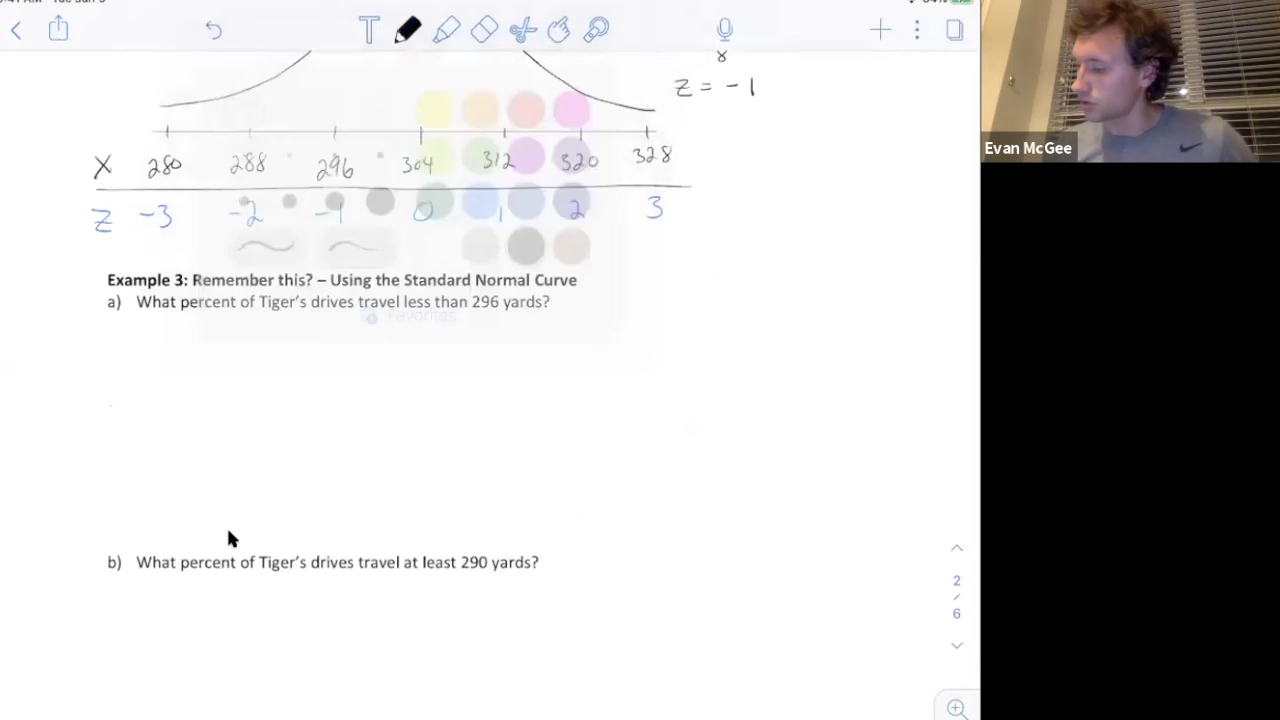 z = -1
X 280 288 296 304 312 320 328
Z -3 -2 -1 0 1 2 3
Example 3: Remember this? – Using the Standard Normal Curve
a) What percent of Tiger's drives travel less than 296 yards?
Favorites
b) What percent of Tiger's drives travel at least 290 yards?
2
/
6
Evan McGee